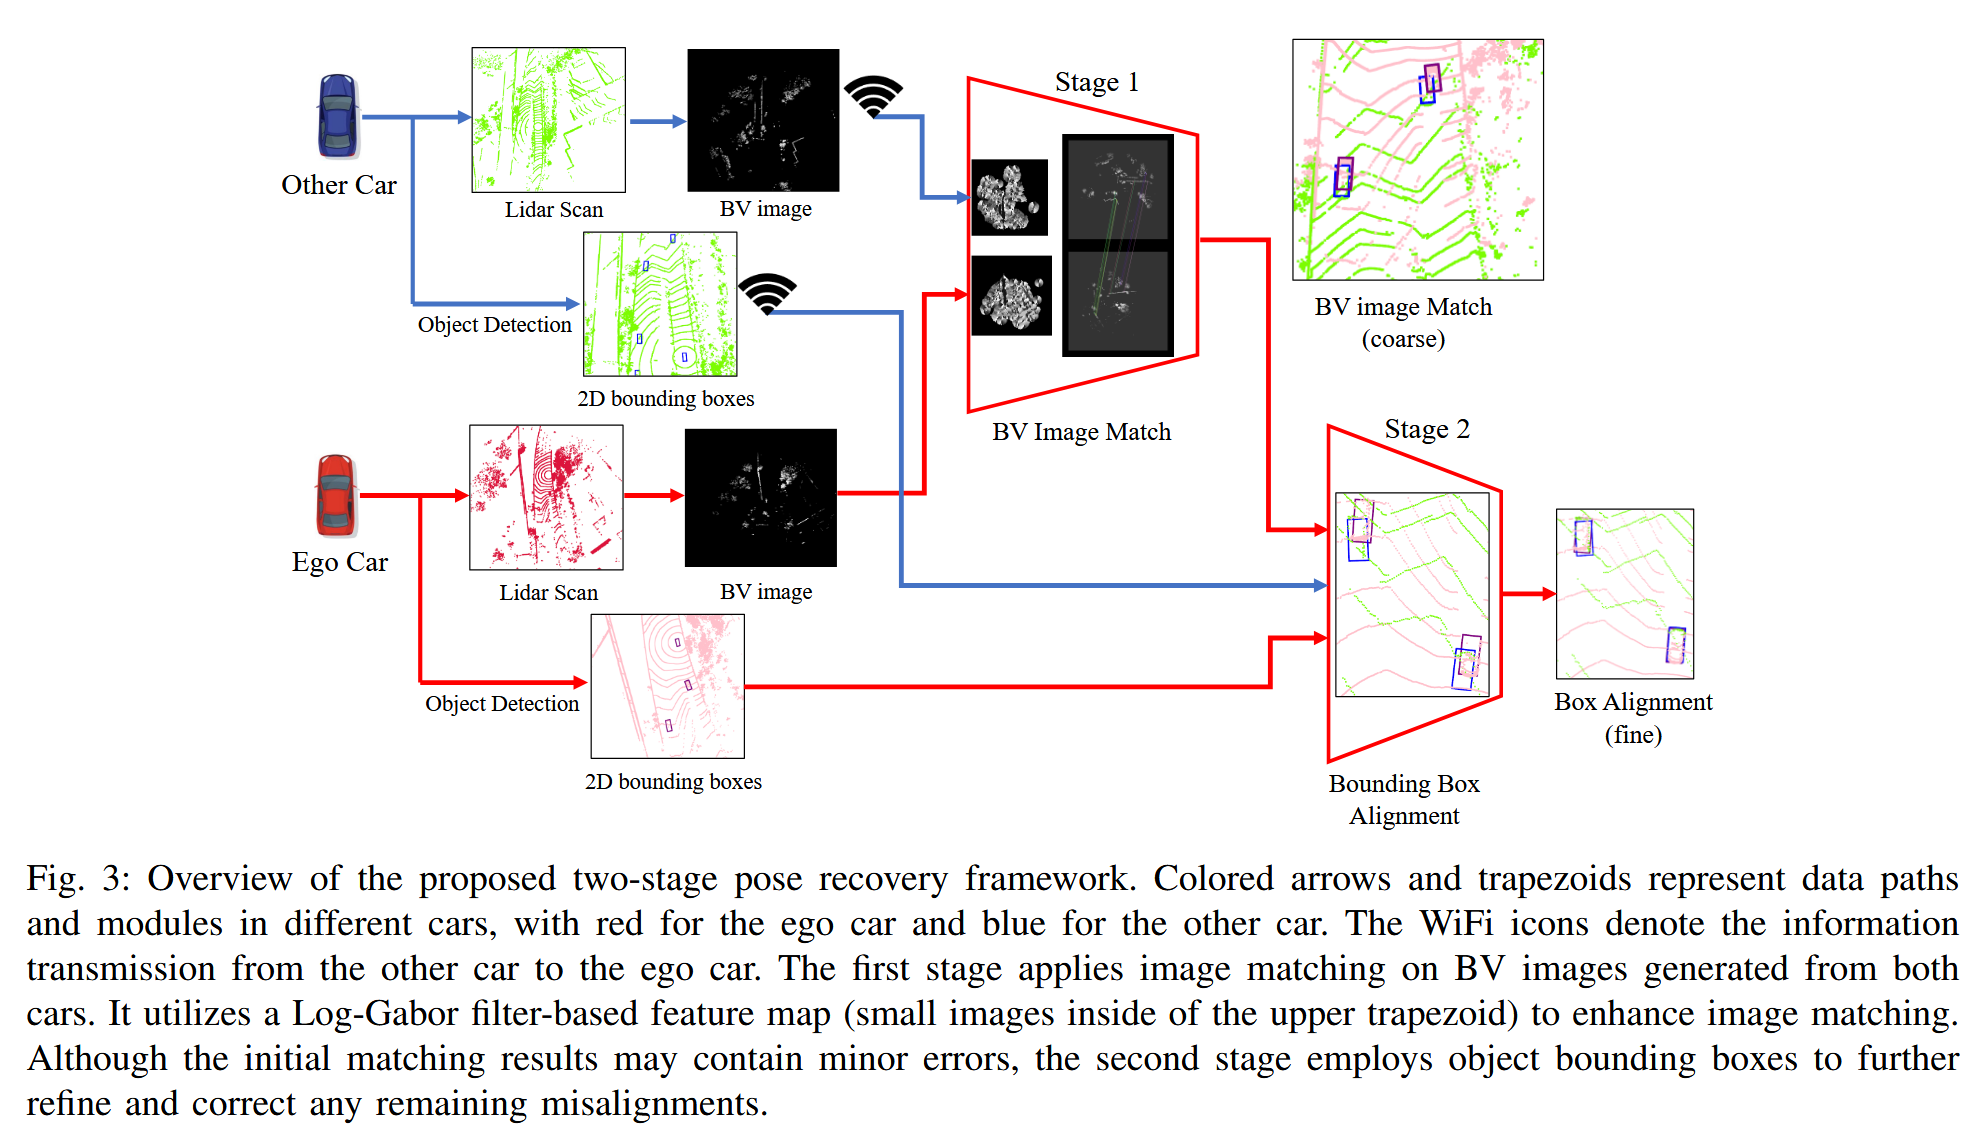 Stage 1
Other Car
Lidar Scan
BV image
Object Detection
2D bounding boxes
BV image Match
(coarse)
BV Image Match
Stage 2
Ego Car
Lidar Scan
BV image
Object Detection
2D bounding boxes
Box Alignment
(fine)
Bounding Box
Alignment
Fig. 3: Overview of the proposed two-stage pose recovery framework. Colored arrows and trapezoids represent data paths
and modules in different cars, with red for the ego car and blue for the other car. The WiFi icons denote the information
transmission from the other car to the ego car. The first stage applies image matching on BV images generated from both
cars. It utilizes a Log-Gabor filter-based feature map (small images inside of the upper trapezoid) to enhance image matching.
Although the initial matching results may contain minor errors, the second stage employs object bounding boxes to further
refine and correct any remaining misalignments.